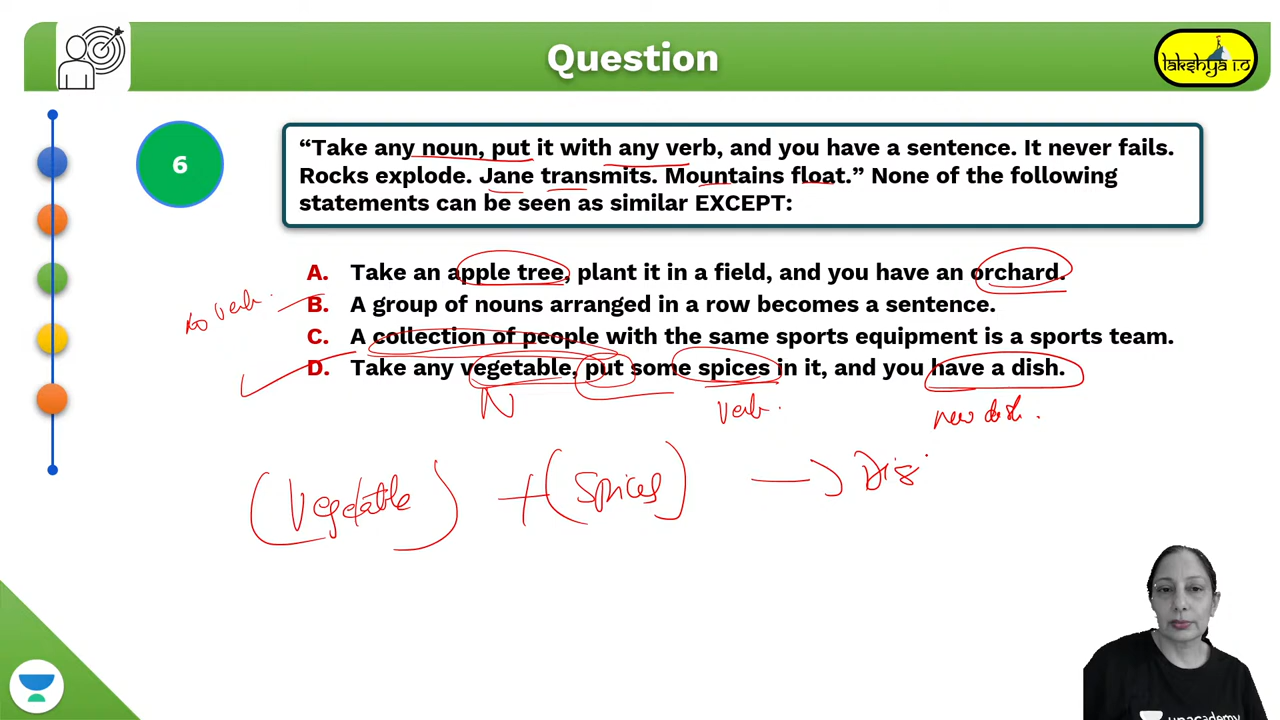 Question
lakshya 1.0
6
“Take any noun, put it with any verb, and you have a sentence. It never fails.
Rocks explode. Jane transmits. Mountains float.” None of the following
statements can be seen as similar EXCEPT:
A. Take an apple tree, plant it in a field, and you have an orchard.
No verb.
B. A group of nouns arranged in a row becomes a sentence.
C. A collection of people with the same sports equipment is a sports team.
D. Take any vegetable, put some spices in it, and you have a dish.
N verb. new dish.
(Vegetable) + (Spices) → Dis
unacademy